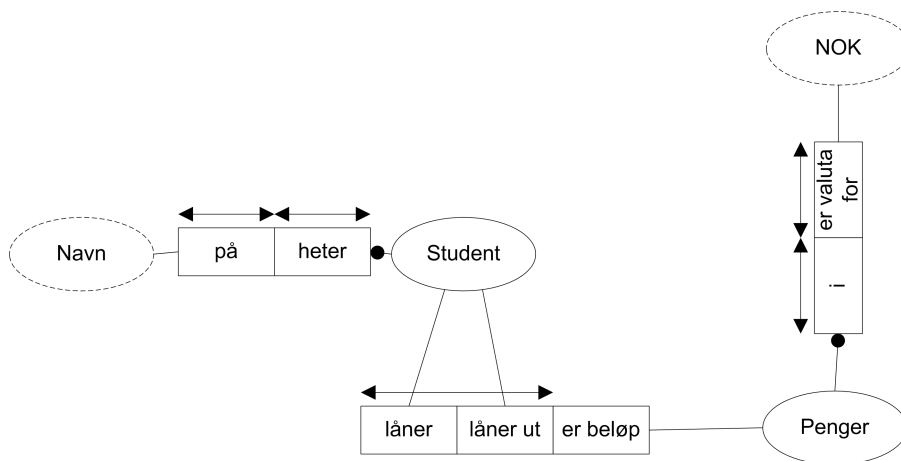 NOK
er valuta
for
i
Navn
på
heter
Student
låner
låner ut
er beløp
Penger